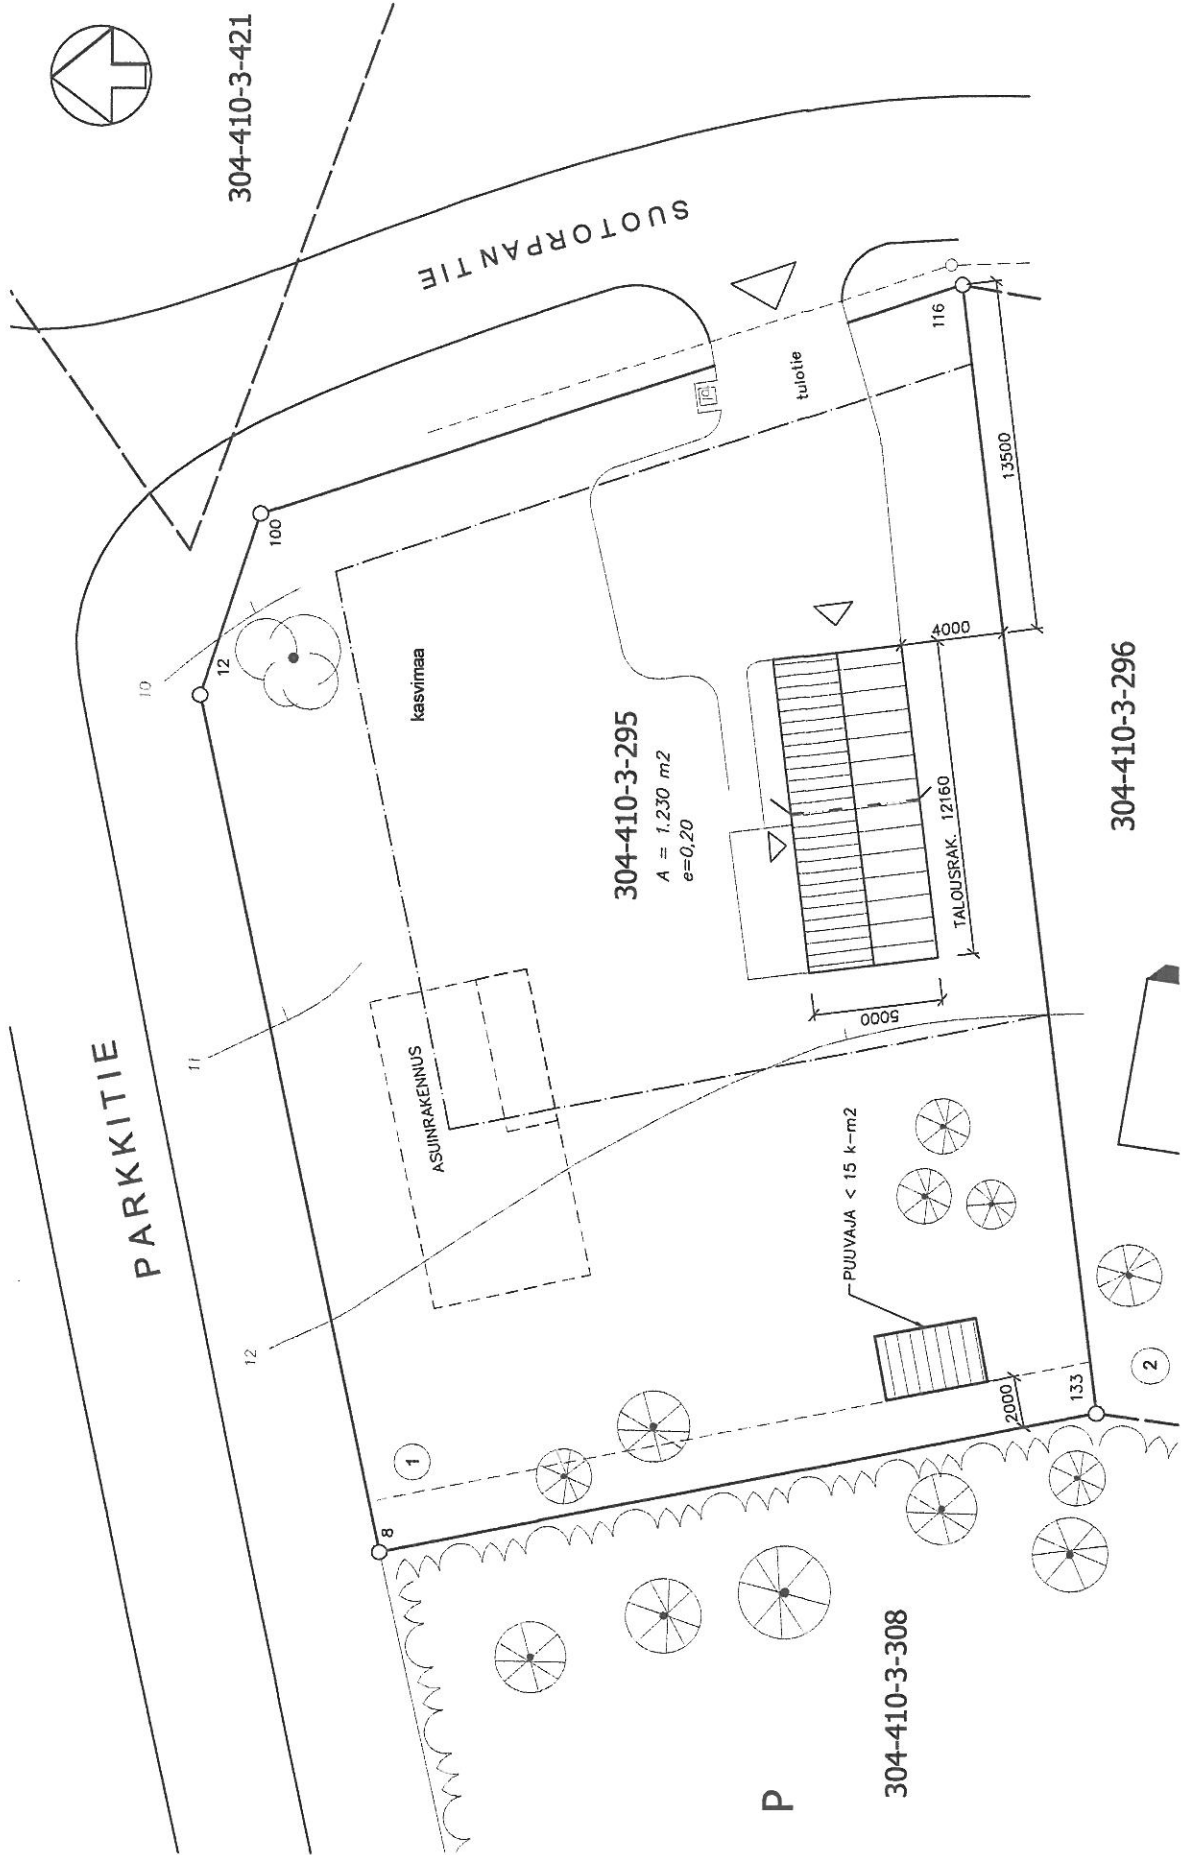 304-410-3-421
SUOTORPANTIE
PARKKITIE
10
11
12
12
100
116
8
133
tulotie
kasvimaa
ASUINRAKENNUS
304-410-3-295
A = 1.230 m2
e=0,20
4000
13500
TALOUSRAK. 12160
5000
PUUVAJA < 15 k-m2
2000
1
2
304-410-3-296
304-410-3-308
P